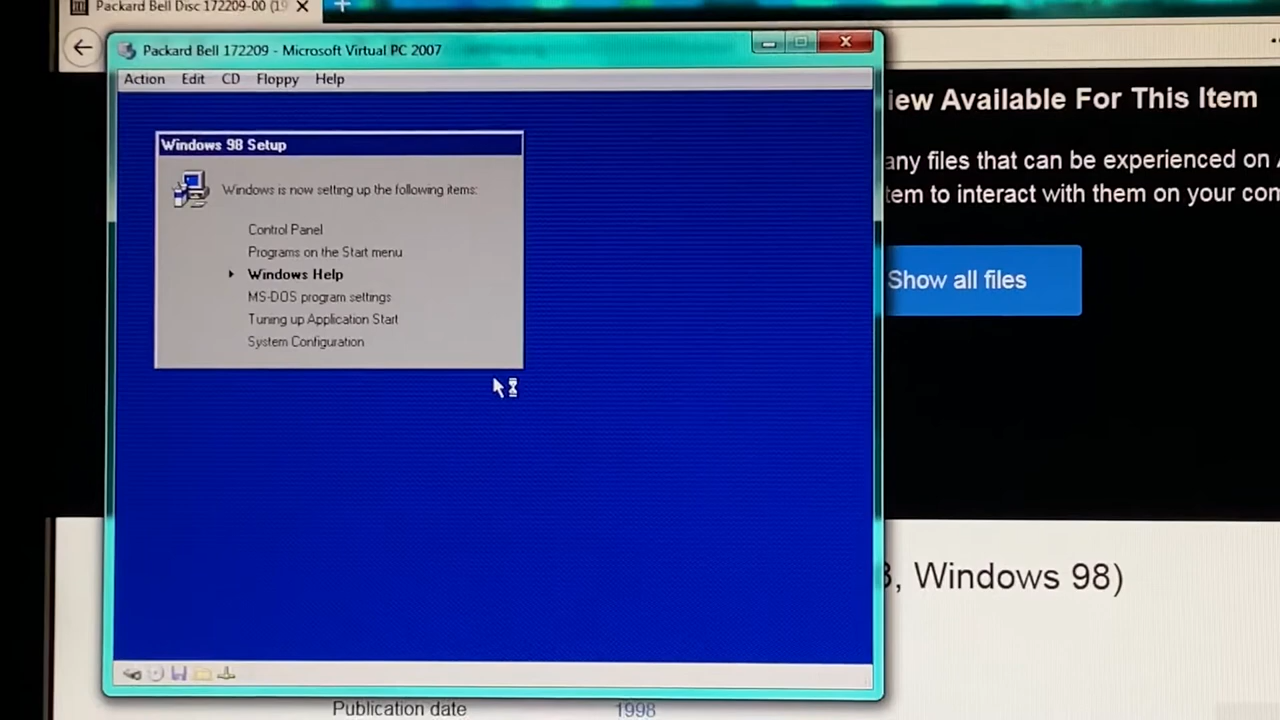 Packard Bell Disc 172209-00 (19
Packard Bell 172209 - Microsoft Virtual PC 2007
Action Edit CD Floppy Help
Windows 98 Setup
Windows is now setting up the following items:
Control Panel
Programs on the Start menu
Windows Help
MS-DOS program settings
Tuning up Application Start
System Configuration
iew Available For This Item
any files that can be experienced on
tem to interact with them on your com
Show all files
, Windows 98)
Publication date 1998